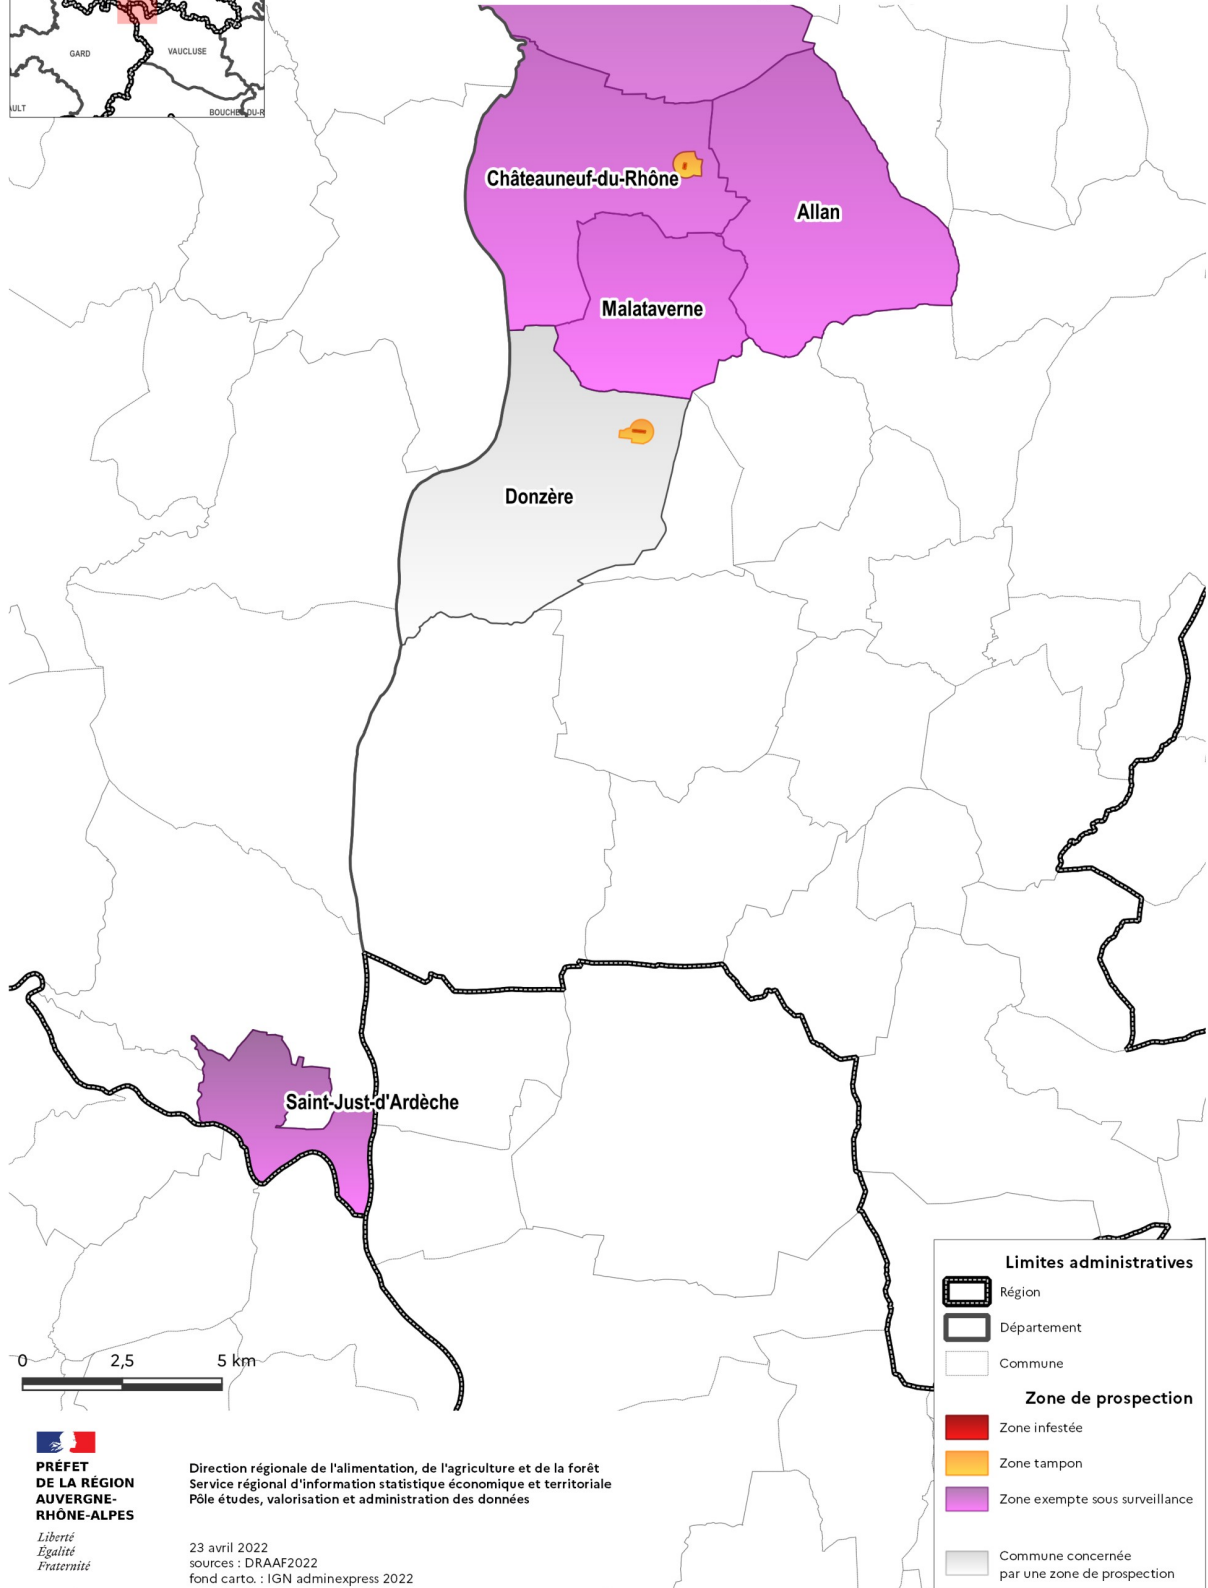 GARD
VAUCLUSE
AULT
BOUCHES-DU-R
Châteauneuf-du-Rhône
Allan
Malataverne
Donzère
Saint-Just-d'Ardèche
Limites administratives
Région
Département
Commune
Zone de prospection
Zone infestée
Zone tampon
Zone exempte sous surveillance
Commune concernée
par une zone de prospection
0 2,5 5 km
PRÉFET
DE LA RÉGION
AUVERGNE-
RHÔNE-ALPES
Liberté
Égalité
Fraternité
Direction régionale de l'alimentation, de l'agriculture et de la forêt
Service régional d'information statistique économique et territoriale
Pôle études, valorisation et administration des données
23 avril 2022
sources : DRAAF2022
fond carto. : IGN adminexpress 2022